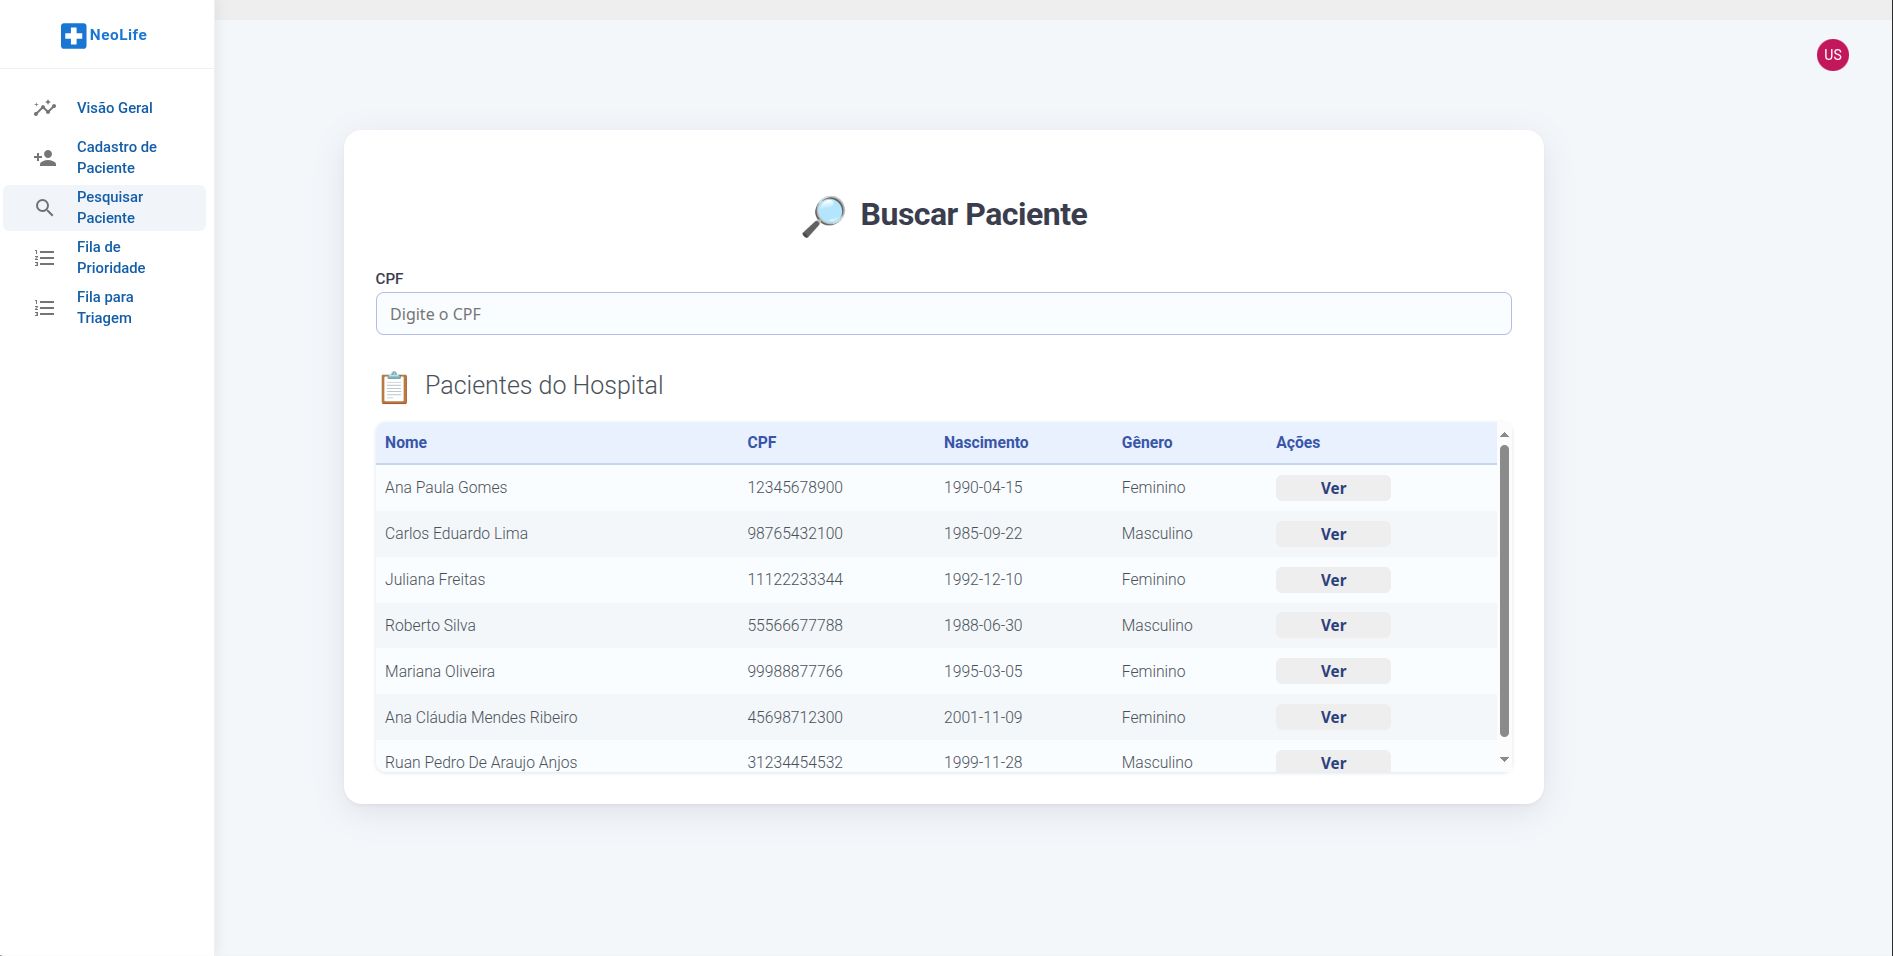 NeoLife
US
Visão Geral
Cadastro de
Paciente
Pesquisar
Paciente
Fila de
Prioridade
Fila para
Triagem
Buscar Paciente
CPF
Digite o CPF
Pacientes do Hospital
Nome CPF Nascimento Gênero Ações
Ana Paula Gomes 12345678900 1990-04-15 Feminino Ver
Carlos Eduardo Lima 98765432100 1985-09-22 Masculino Ver
Juliana Freitas 11122233344 1992-12-10 Feminino Ver
Roberto Silva 55566677788 1988-06-30 Masculino Ver
Mariana Oliveira 99988877766 1995-03-05 Feminino Ver
Ana Cláudia Mendes Ribeiro 45698712300 2001-11-09 Feminino Ver
Ruan Pedro De Araujo Anjos 31234454532 1999-11-28 Masculino Ver